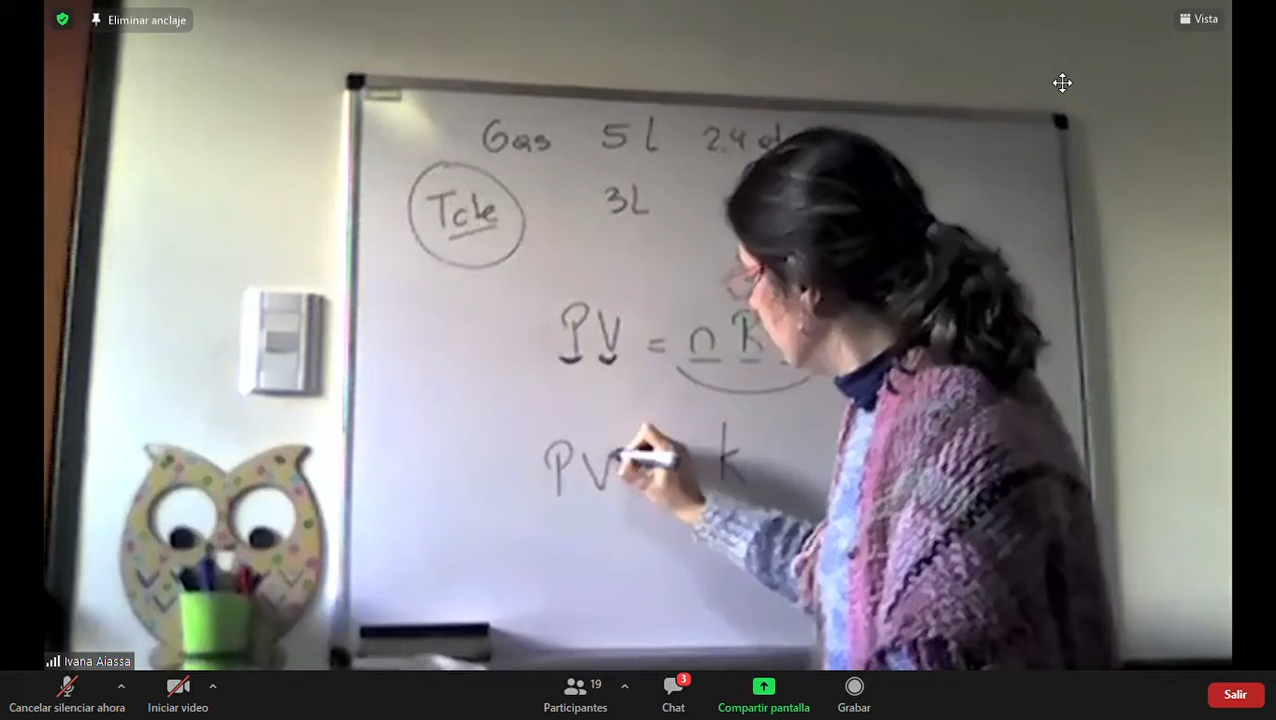 Eliminar anclaje
Vista
Gas 5 l 2.4
Tcte 3L
PV = n R
PV k
Ivana Aiassa
Cancelar silenciar ahora
Iniciar video
19
Participantes
3
Chat
Compartir pantalla
Grabar
Salir